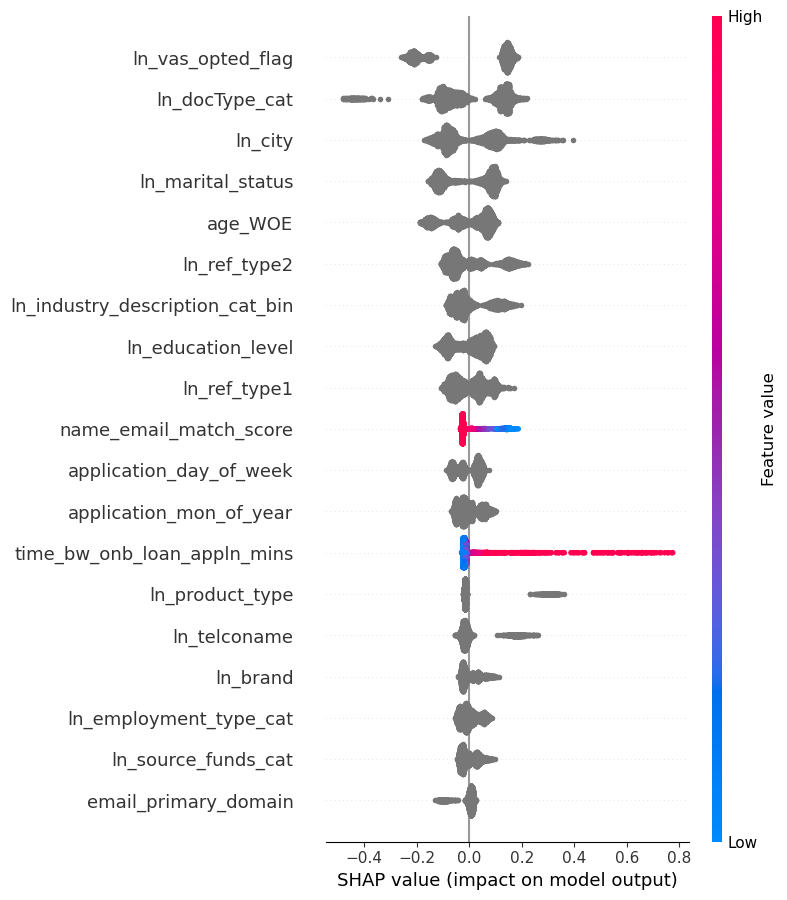 High
ln_vas_opted_flag
ln_docType_cat
ln_city
ln_marital_status
age_WOE
ln_ref_type2
ln_industry_description_cat_bin
ln_education_level
ln_ref_type1
name_email_match_score
application_day_of_week
application_mon_of_year
time_bw_onb_loan_appln_mins
ln_product_type
ln_telconame
ln_brand
ln_employment_type_cat
ln_source_funds_cat
email_primary_domain
Feature value
Low
−0.4 −0.2 0.0 0.2 0.4 0.6 0.8
SHAP value (impact on model output)